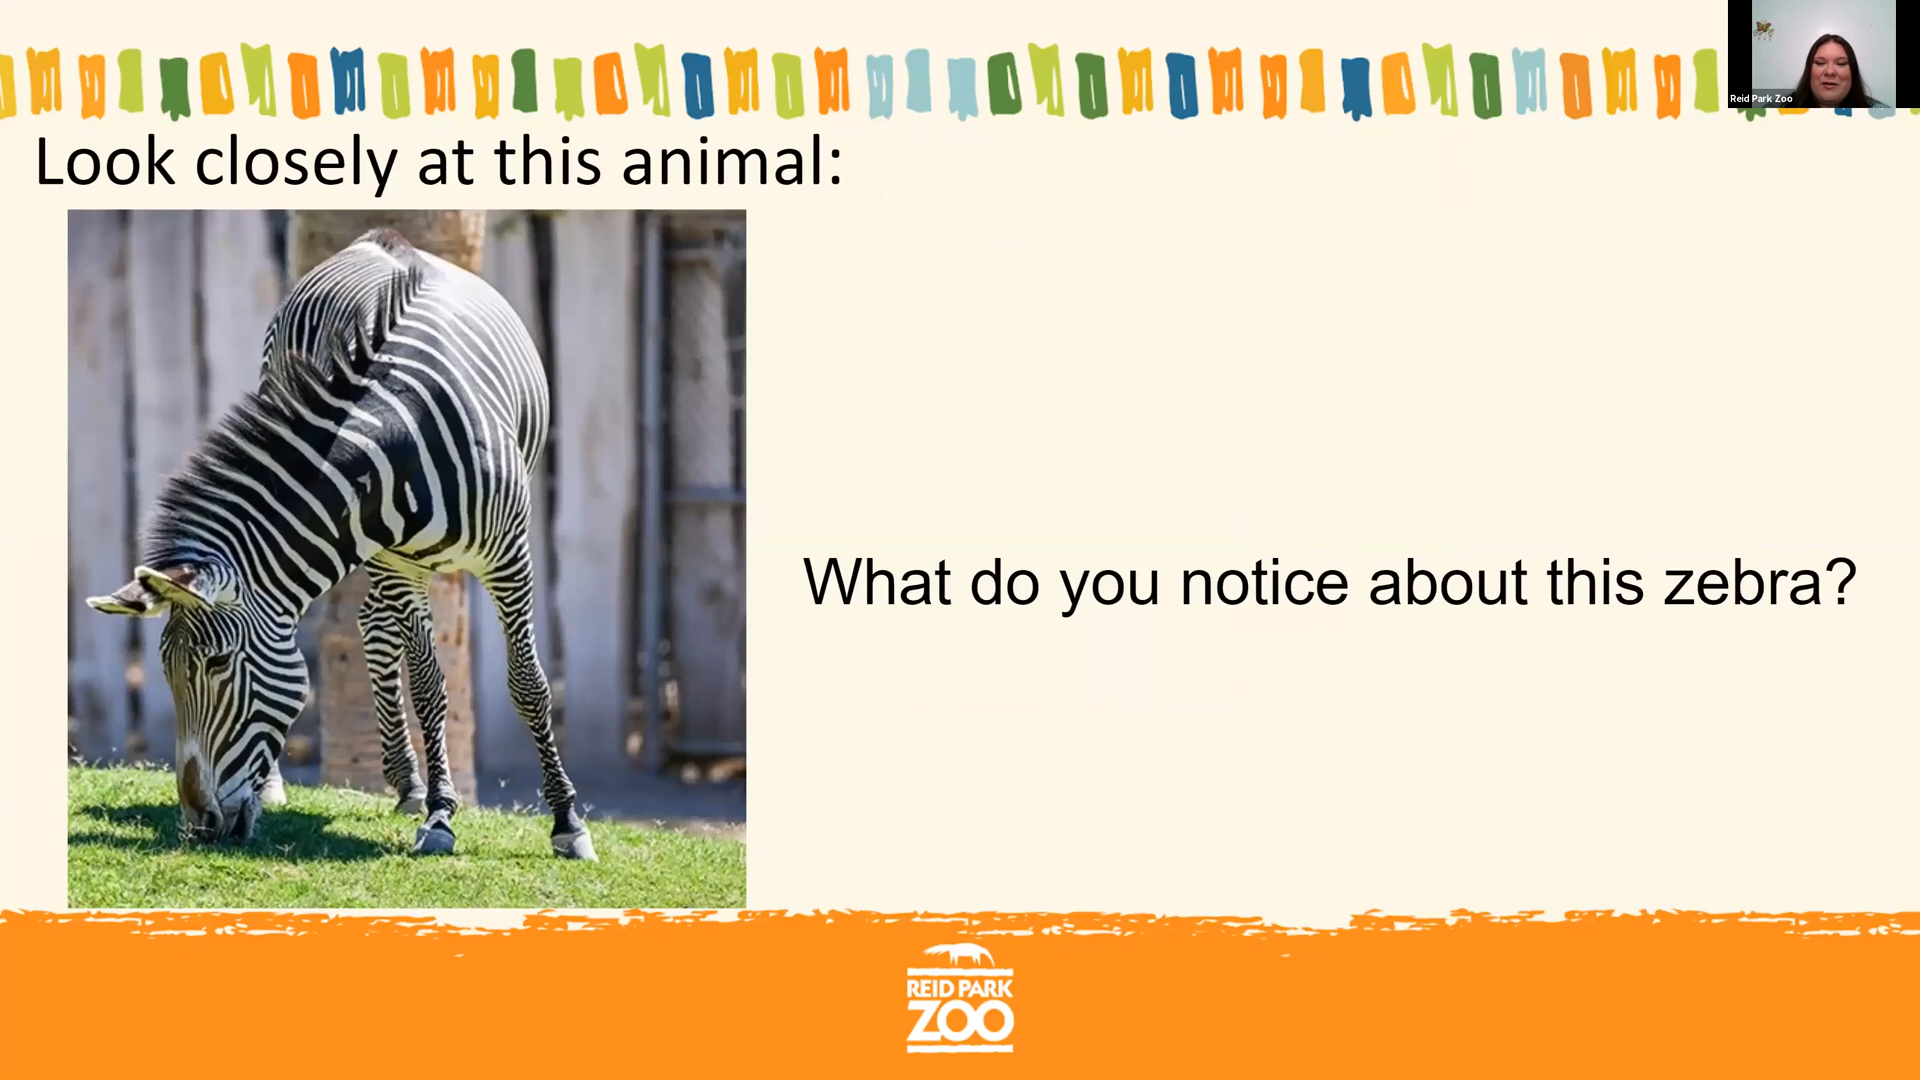 Reid Park Zoo
Look closely at this animal:
What do you notice about this zebra?
REID PARK
ZOO